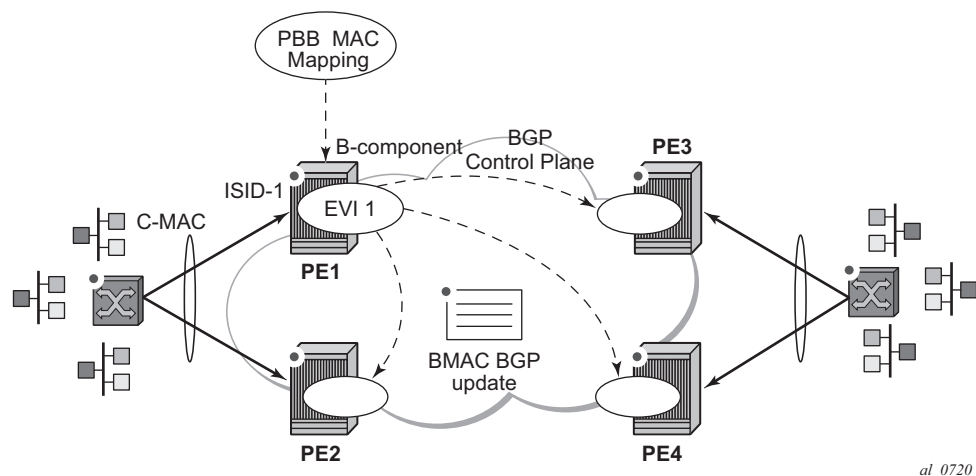 PBB MAC
Mapping
B-component
BGP
Control Plane
PE3
ISID-1
EVI 1
C-MAC
PE1
BMAC BGP
update
PE2
PE4
al_0720